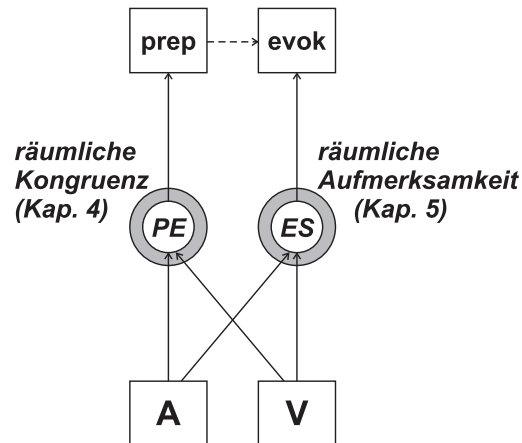 prep evok
räumliche
Kongruenz
(Kap. 4)
räumliche
Aufmerksamkeit
(Kap. 5)
PE ES
A V